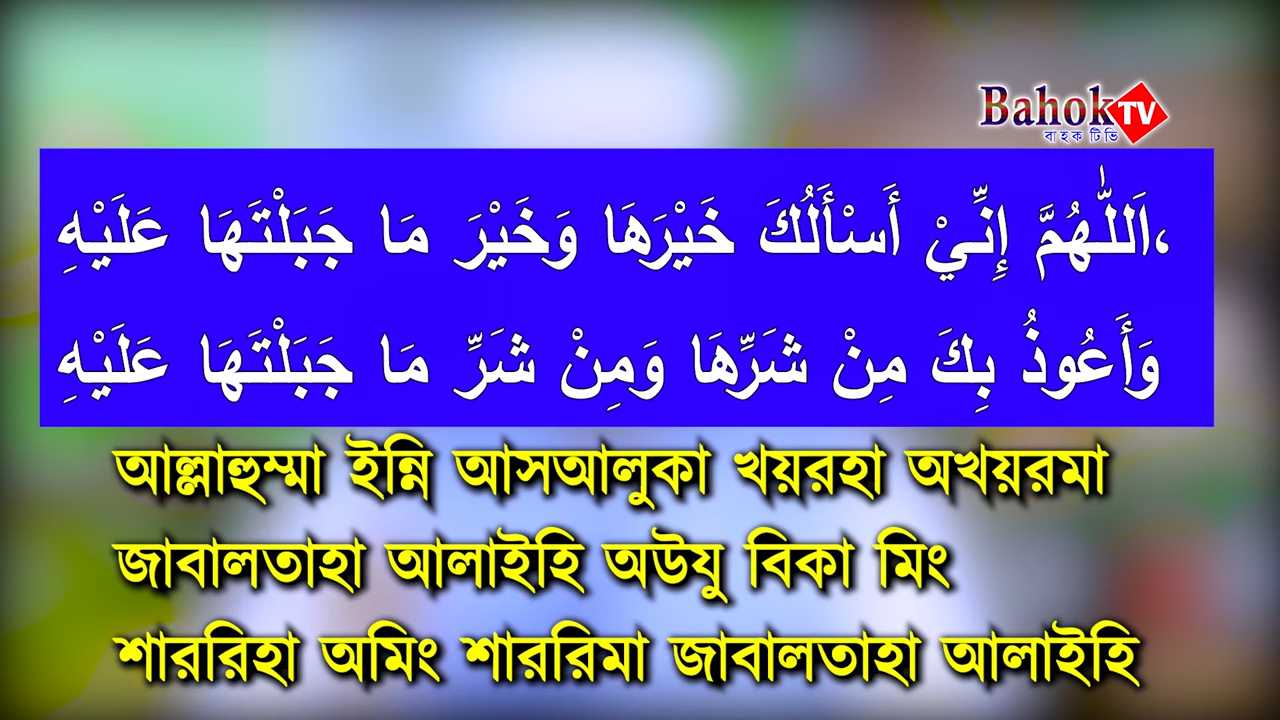 Bahok TV
বাহক টিভি
اَللّٰهُمَّ إِنِّيْ أَسْأَلُكَ خَيْرَهَا وَخَيْرَ مَا جَبَلْتَهَا عَلَيْهِ،
وَأَعُوذُ بِكَ مِنْ شَرِّهَا وَمِنْ شَرِّ مَا جَبَلْتَهَا عَلَيْهِ
আল্লাহুম্মা ইন্নি আসআলুকা খয়রহা অখয়রমা
জাবালতাহা আলাইহি অউযু বিকা মিং
শাররিহা অমিং শাররিমা জাবালতাহা আলাইহি